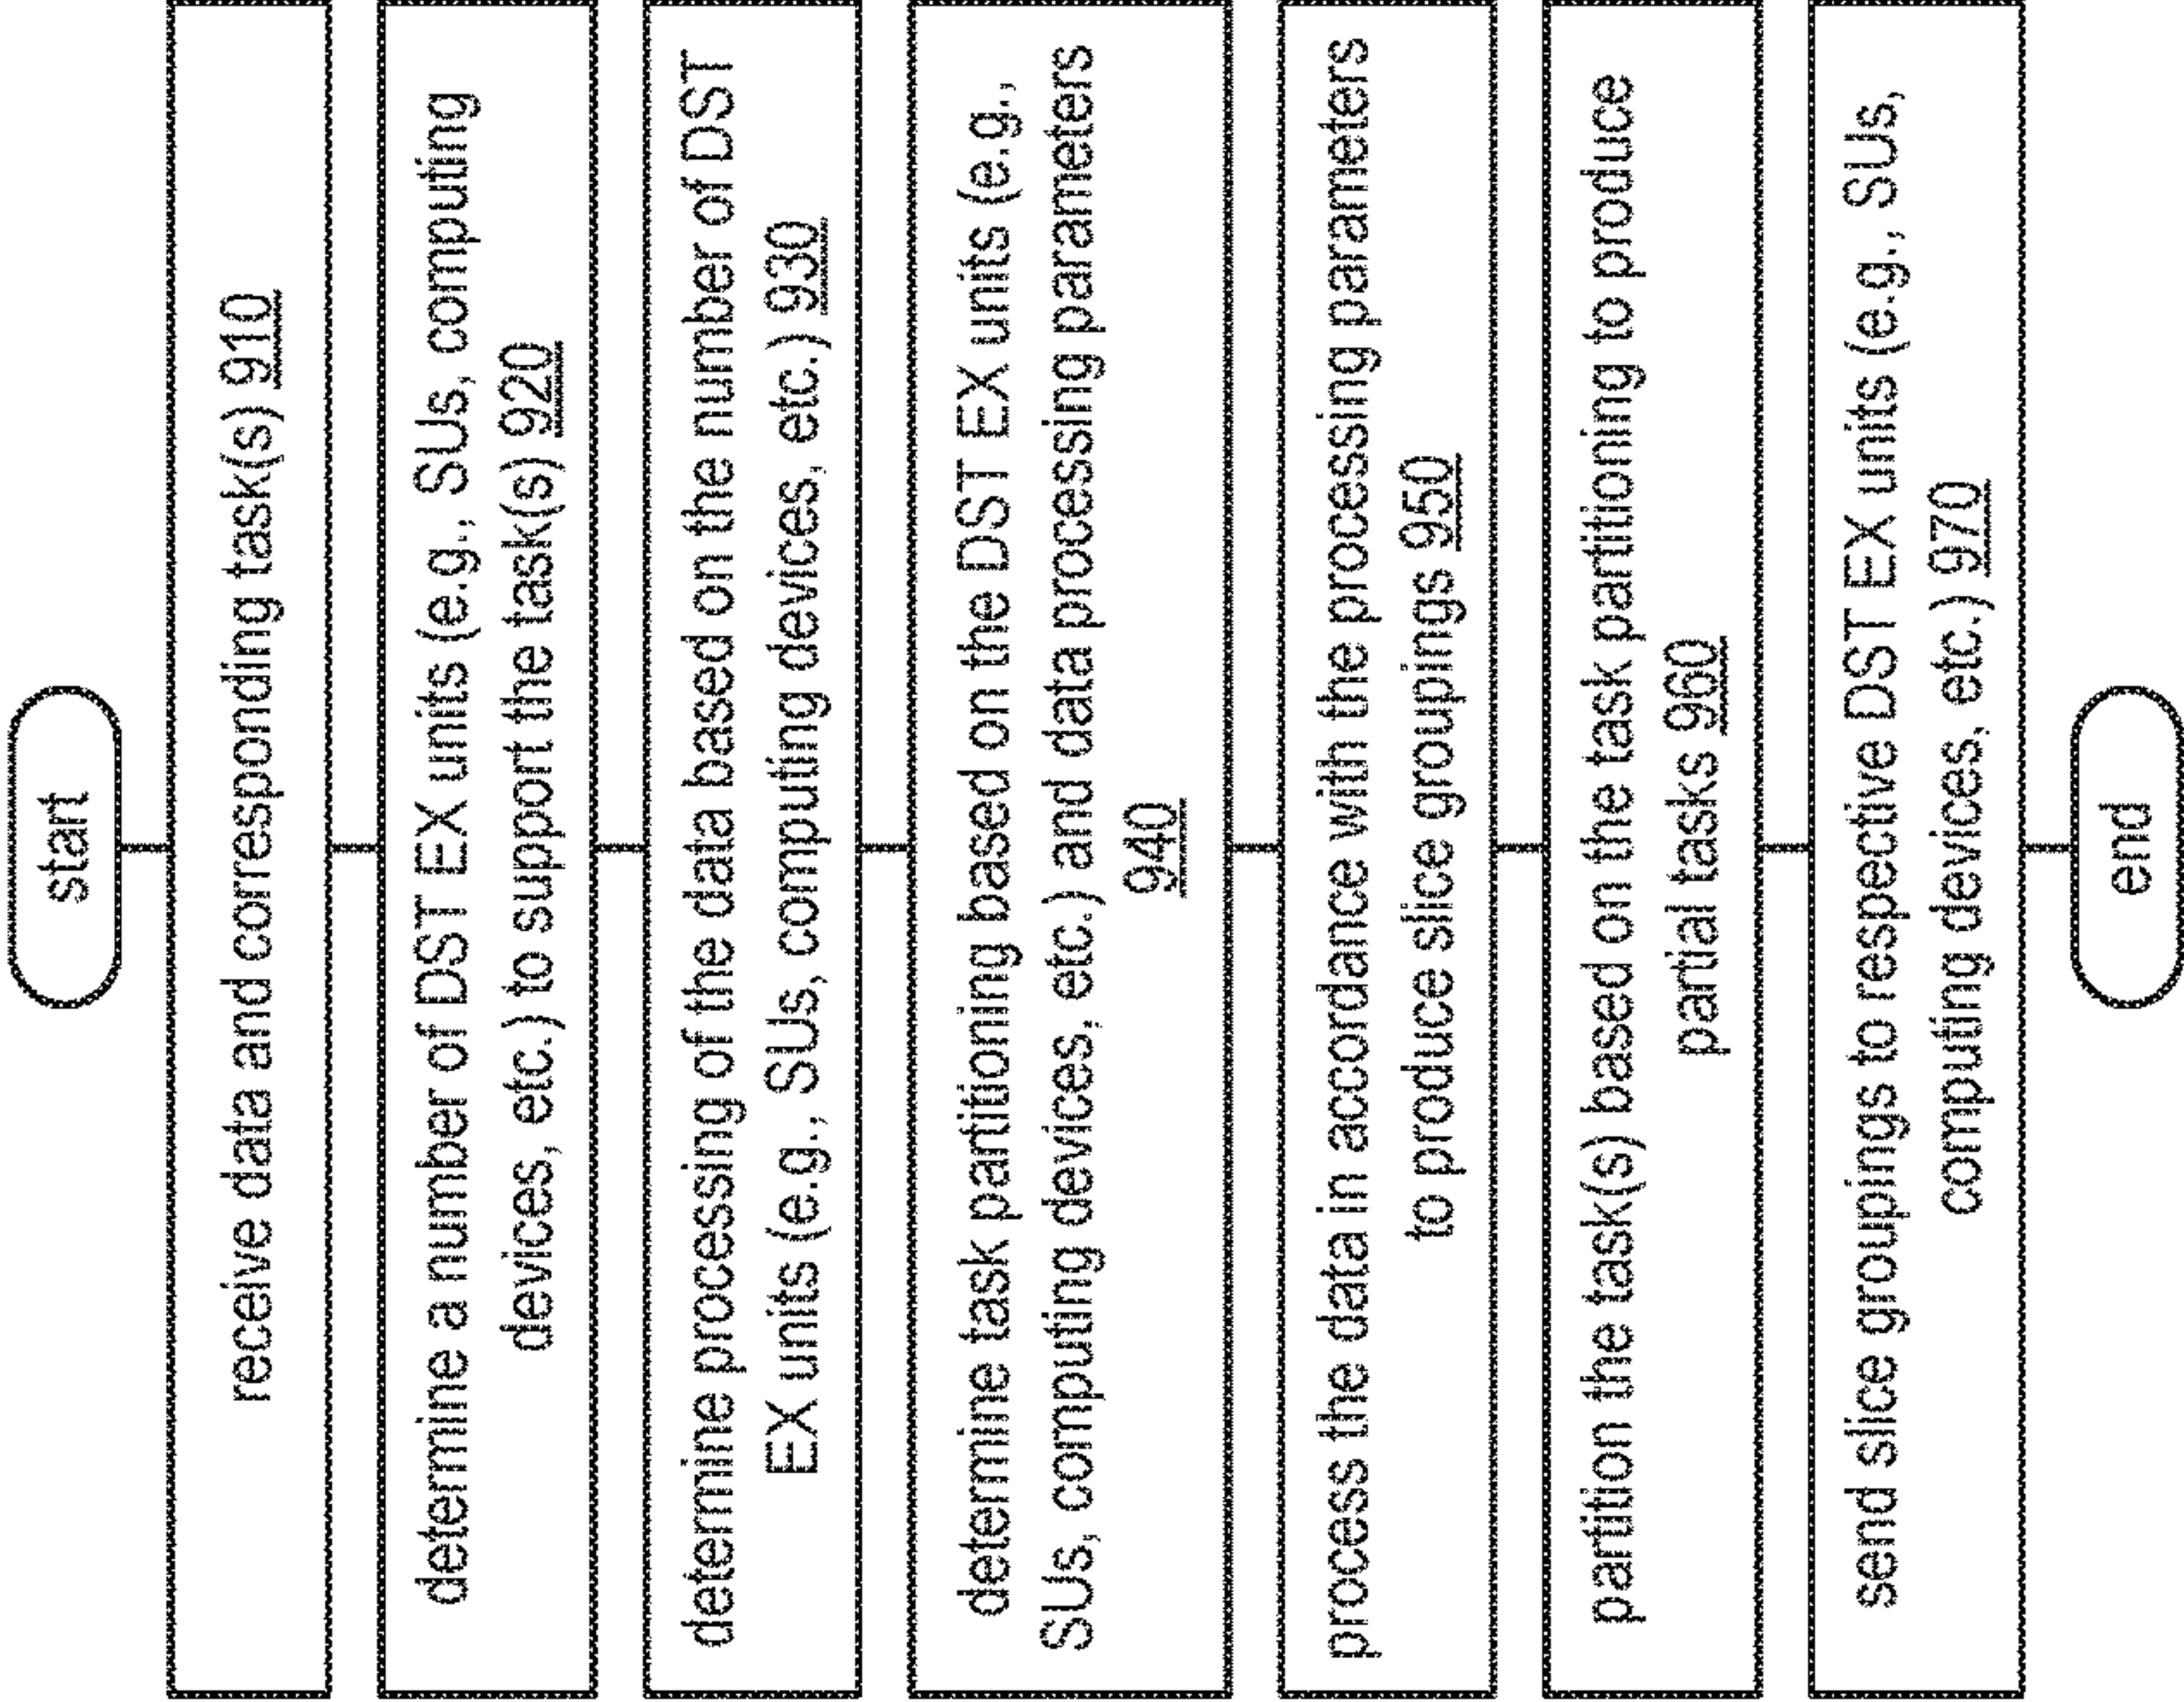 start
receive data and corresponding task(s) 910
determine a number of DST EX units (e.g., SUs, computing
devices, etc.) to support the task(s) 920
determine processing of the data based on the number of DST
EX units (e.g., SUs, computing devices, etc.) 930
determine task partitioning based on the DST EX units (e.g.,
SUs, computing devices, etc.) and data processing parameters
940
process the data in accordance with the processing parameters
to produce slice groupings 950
partition the task(s) based on the task partitioning to produce
partial tasks 960
send slice groupings to respective DST EX units (e.g., SUs,
computing devices, etc.) 970
end